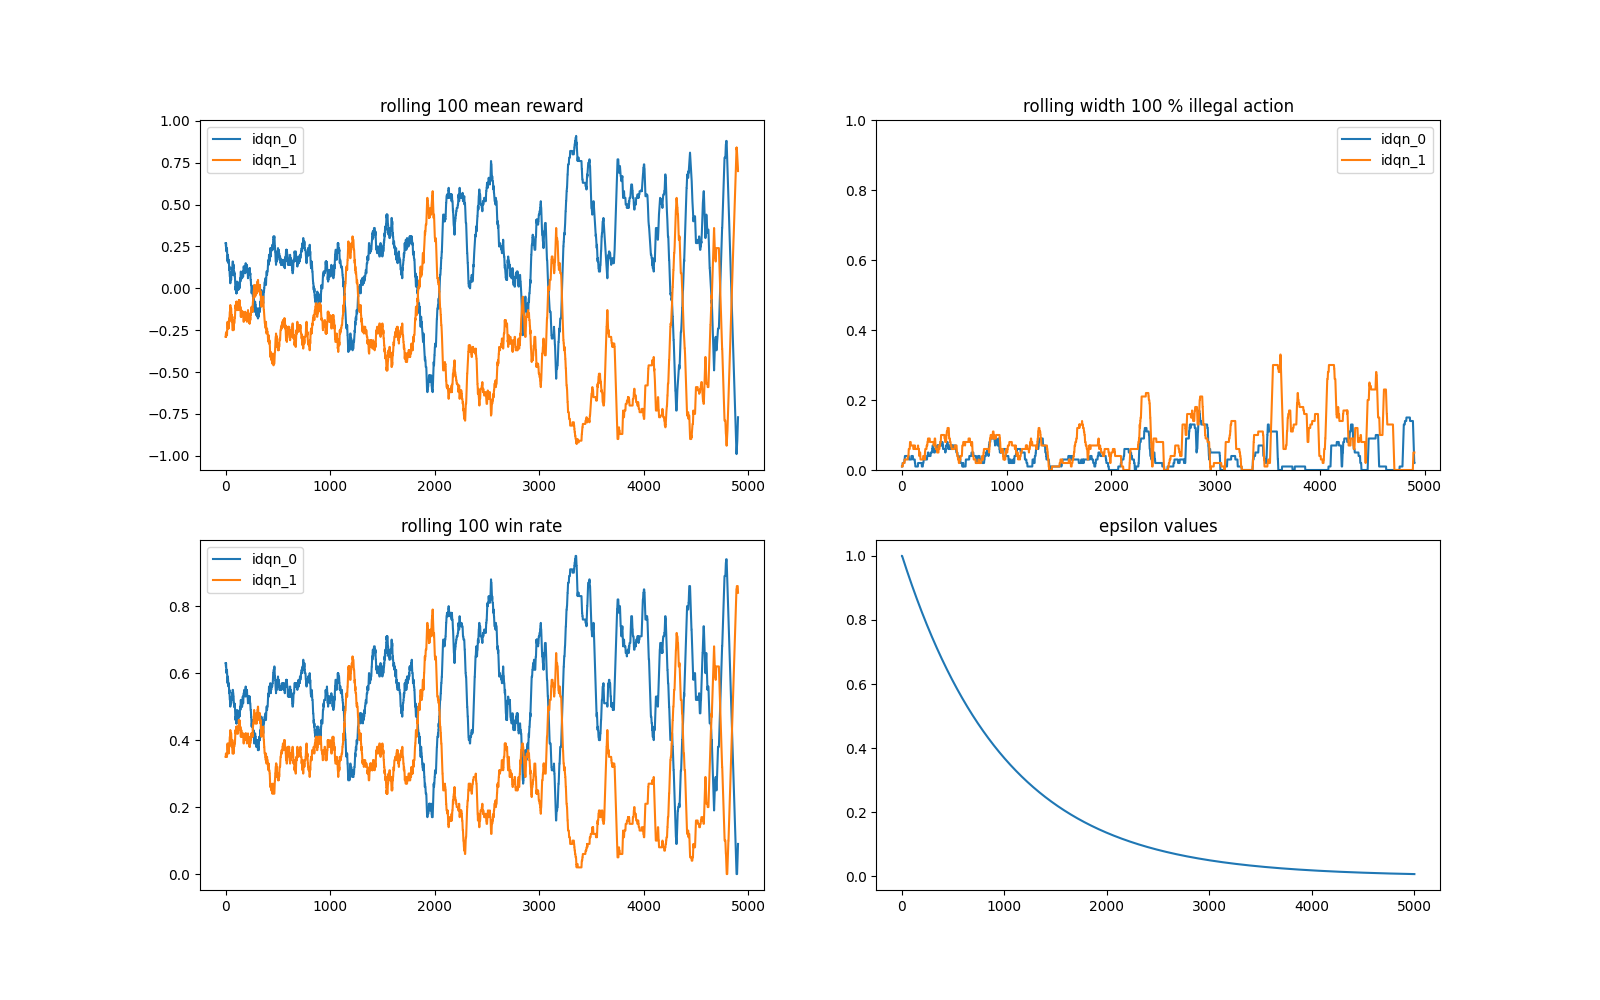 rolling 100 mean reward
1.00
0.75
0.50
0.25
0.00
−0.25
−0.50
−0.75
−1.00
idqn_0
idqn_1
0 1000 2000 3000 4000 5000
rolling width 100 % illegal action
1.0
0.8
0.6
0.4
0.2
0.0
idqn_0
idqn_1
0 1000 2000 3000 4000 5000
rolling 100 win rate
0.8
0.6
0.4
0.2
0.0
idqn_0
idqn_1
0 1000 2000 3000 4000 5000
epsilon values
1.0
0.8
0.6
0.4
0.2
0.0
0 1000 2000 3000 4000 5000